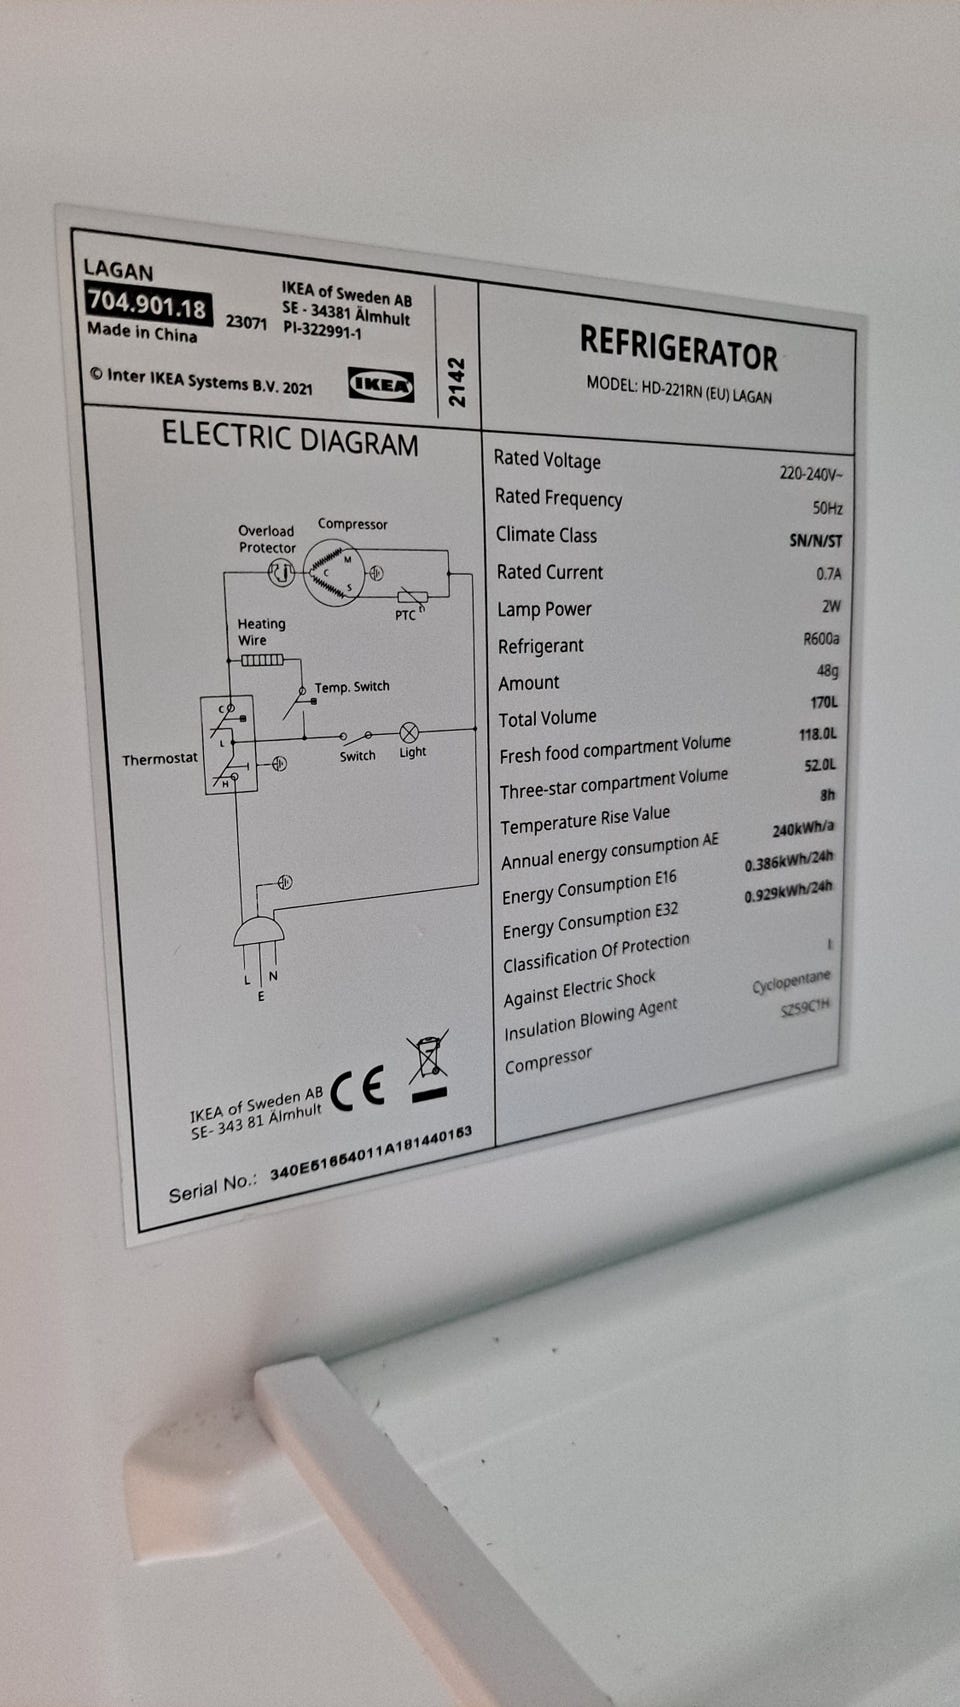 LAGAN
704.901.18
Made in China
23071
IKEA of Sweden AB
SE - 34381 Älmhult
PI-322991-1
© Inter IKEA Systems B.V. 2021
IKEA
2142
REFRIGERATOR
MODEL: HD-221RN (EU) LAGAN
ELECTRIC DIAGRAM
Overload
Protector
Compressor
M
C
S
PTC
Heating
Wire
Temp. Switch
C
L
H
Thermostat
Switch
Light
L
N
E
IKEA of Sweden AB
SE- 343 81 Älmhult
CE
Serial No.: 340E51654011A181440153
Rated Voltage 220-240V~
Rated Frequency 50Hz
Climate Class SN/N/ST
Rated Current 0.7A
Lamp Power 2W
Refrigerant R600a
Amount 48g
Total Volume 170L
Fresh food compartment Volume 118.0L
Three-star compartment Volume 52.0L
Temperature Rise Value 8h
Annual energy consumption AE 240kWh/a
Energy Consumption E16 0.386kWh/24h
Energy Consumption E32 0.929kWh/24h
Classification Of Protection
Against Electric Shock I
Insulation Blowing Agent Cyclopentane
Compressor SZ59C1H